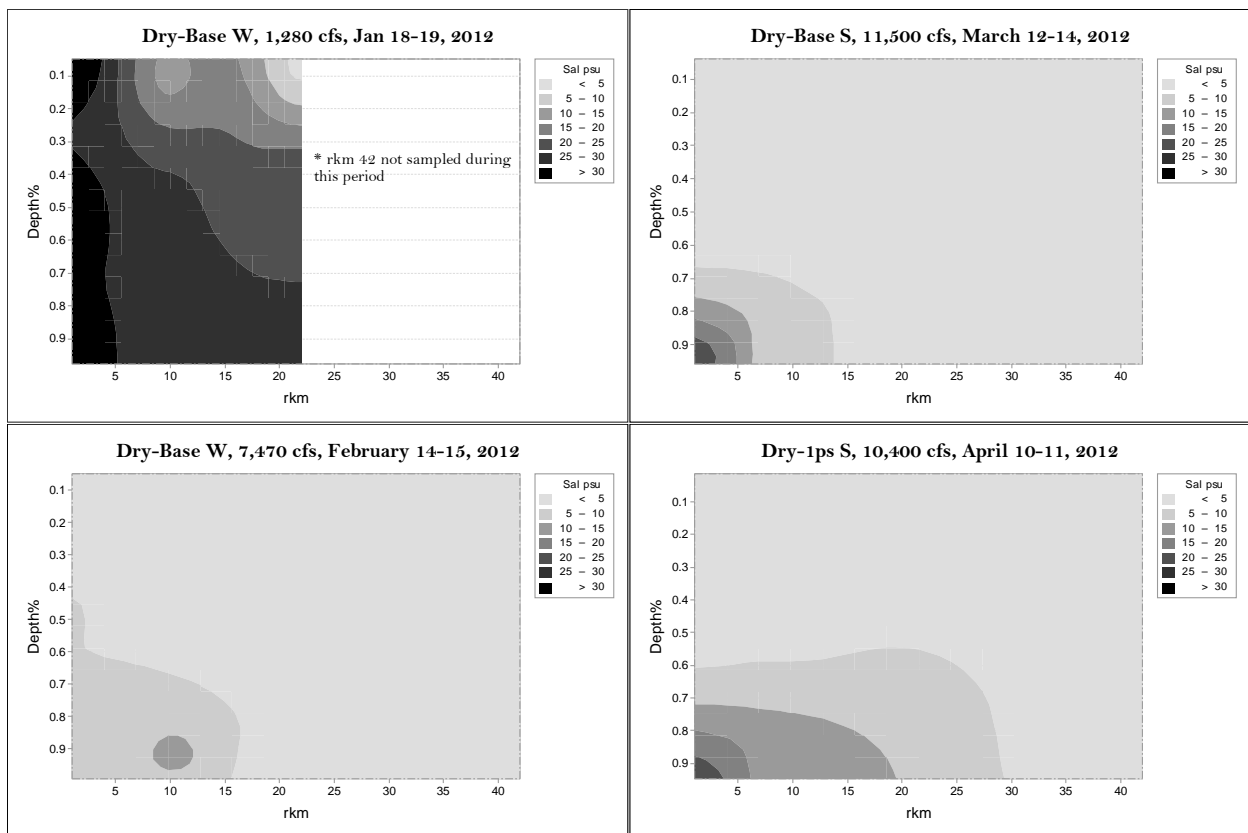 Dry-Base W, 1,280 cfs, Jan 18-19, 2012
Depth%
0.1
0.2
0.3
0.4
0.5
0.6
0.7
0.8
0.9
* rkm 42 not sampled during
this period
5 10 15 20 25 30 35 40
rkm
Sal psu
< 5
5 – 10
10 – 15
15 – 20
20 – 25
25 – 30
> 30
Dry-Base S, 11,500 cfs, March 12-14, 2012
Depth%
0.1
0.2
0.3
0.4
0.5
0.6
0.7
0.8
0.9
5 10 15 20 25 30 35 40
rkm
Sal psu
< 5
5 – 10
10 – 15
15 – 20
20 – 25
25 – 30
> 30
Dry-Base W, 7,470 cfs, February 14-15, 2012
Depth%
0.1
0.2
0.3
0.4
0.5
0.6
0.7
0.8
0.9
5 10 15 20 25 30 35 40
rkm
Sal psu
< 5
5 – 10
10 – 15
15 – 20
20 – 25
25 – 30
> 30
Dry-1ps S, 10,400 cfs, April 10-11, 2012
Depth%
0.1
0.2
0.3
0.4
0.5
0.6
0.7
0.8
0.9
5 10 15 20 25 30 35 40
rkm
Sal psu
< 5
5 – 10
10 – 15
15 – 20
20 – 25
25 – 30
> 30